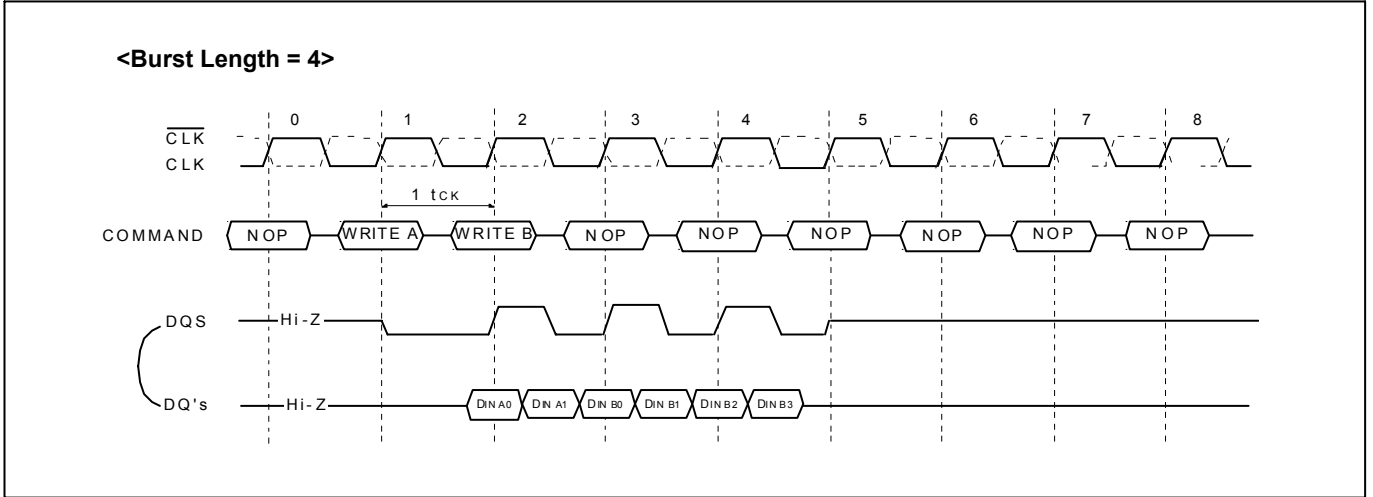 <Burst Length = 4>
0 1 2 3 4 5 6 7 8
CLK
CLK
1 tCK
COMMAND NOP WRITE A WRITE B NOP NOP NOP NOP NOP NOP
DQS Hi-Z
DQ's Hi-Z DIN A0 DIN A1 DIN B0 DIN B1 DIN B2 DIN B3